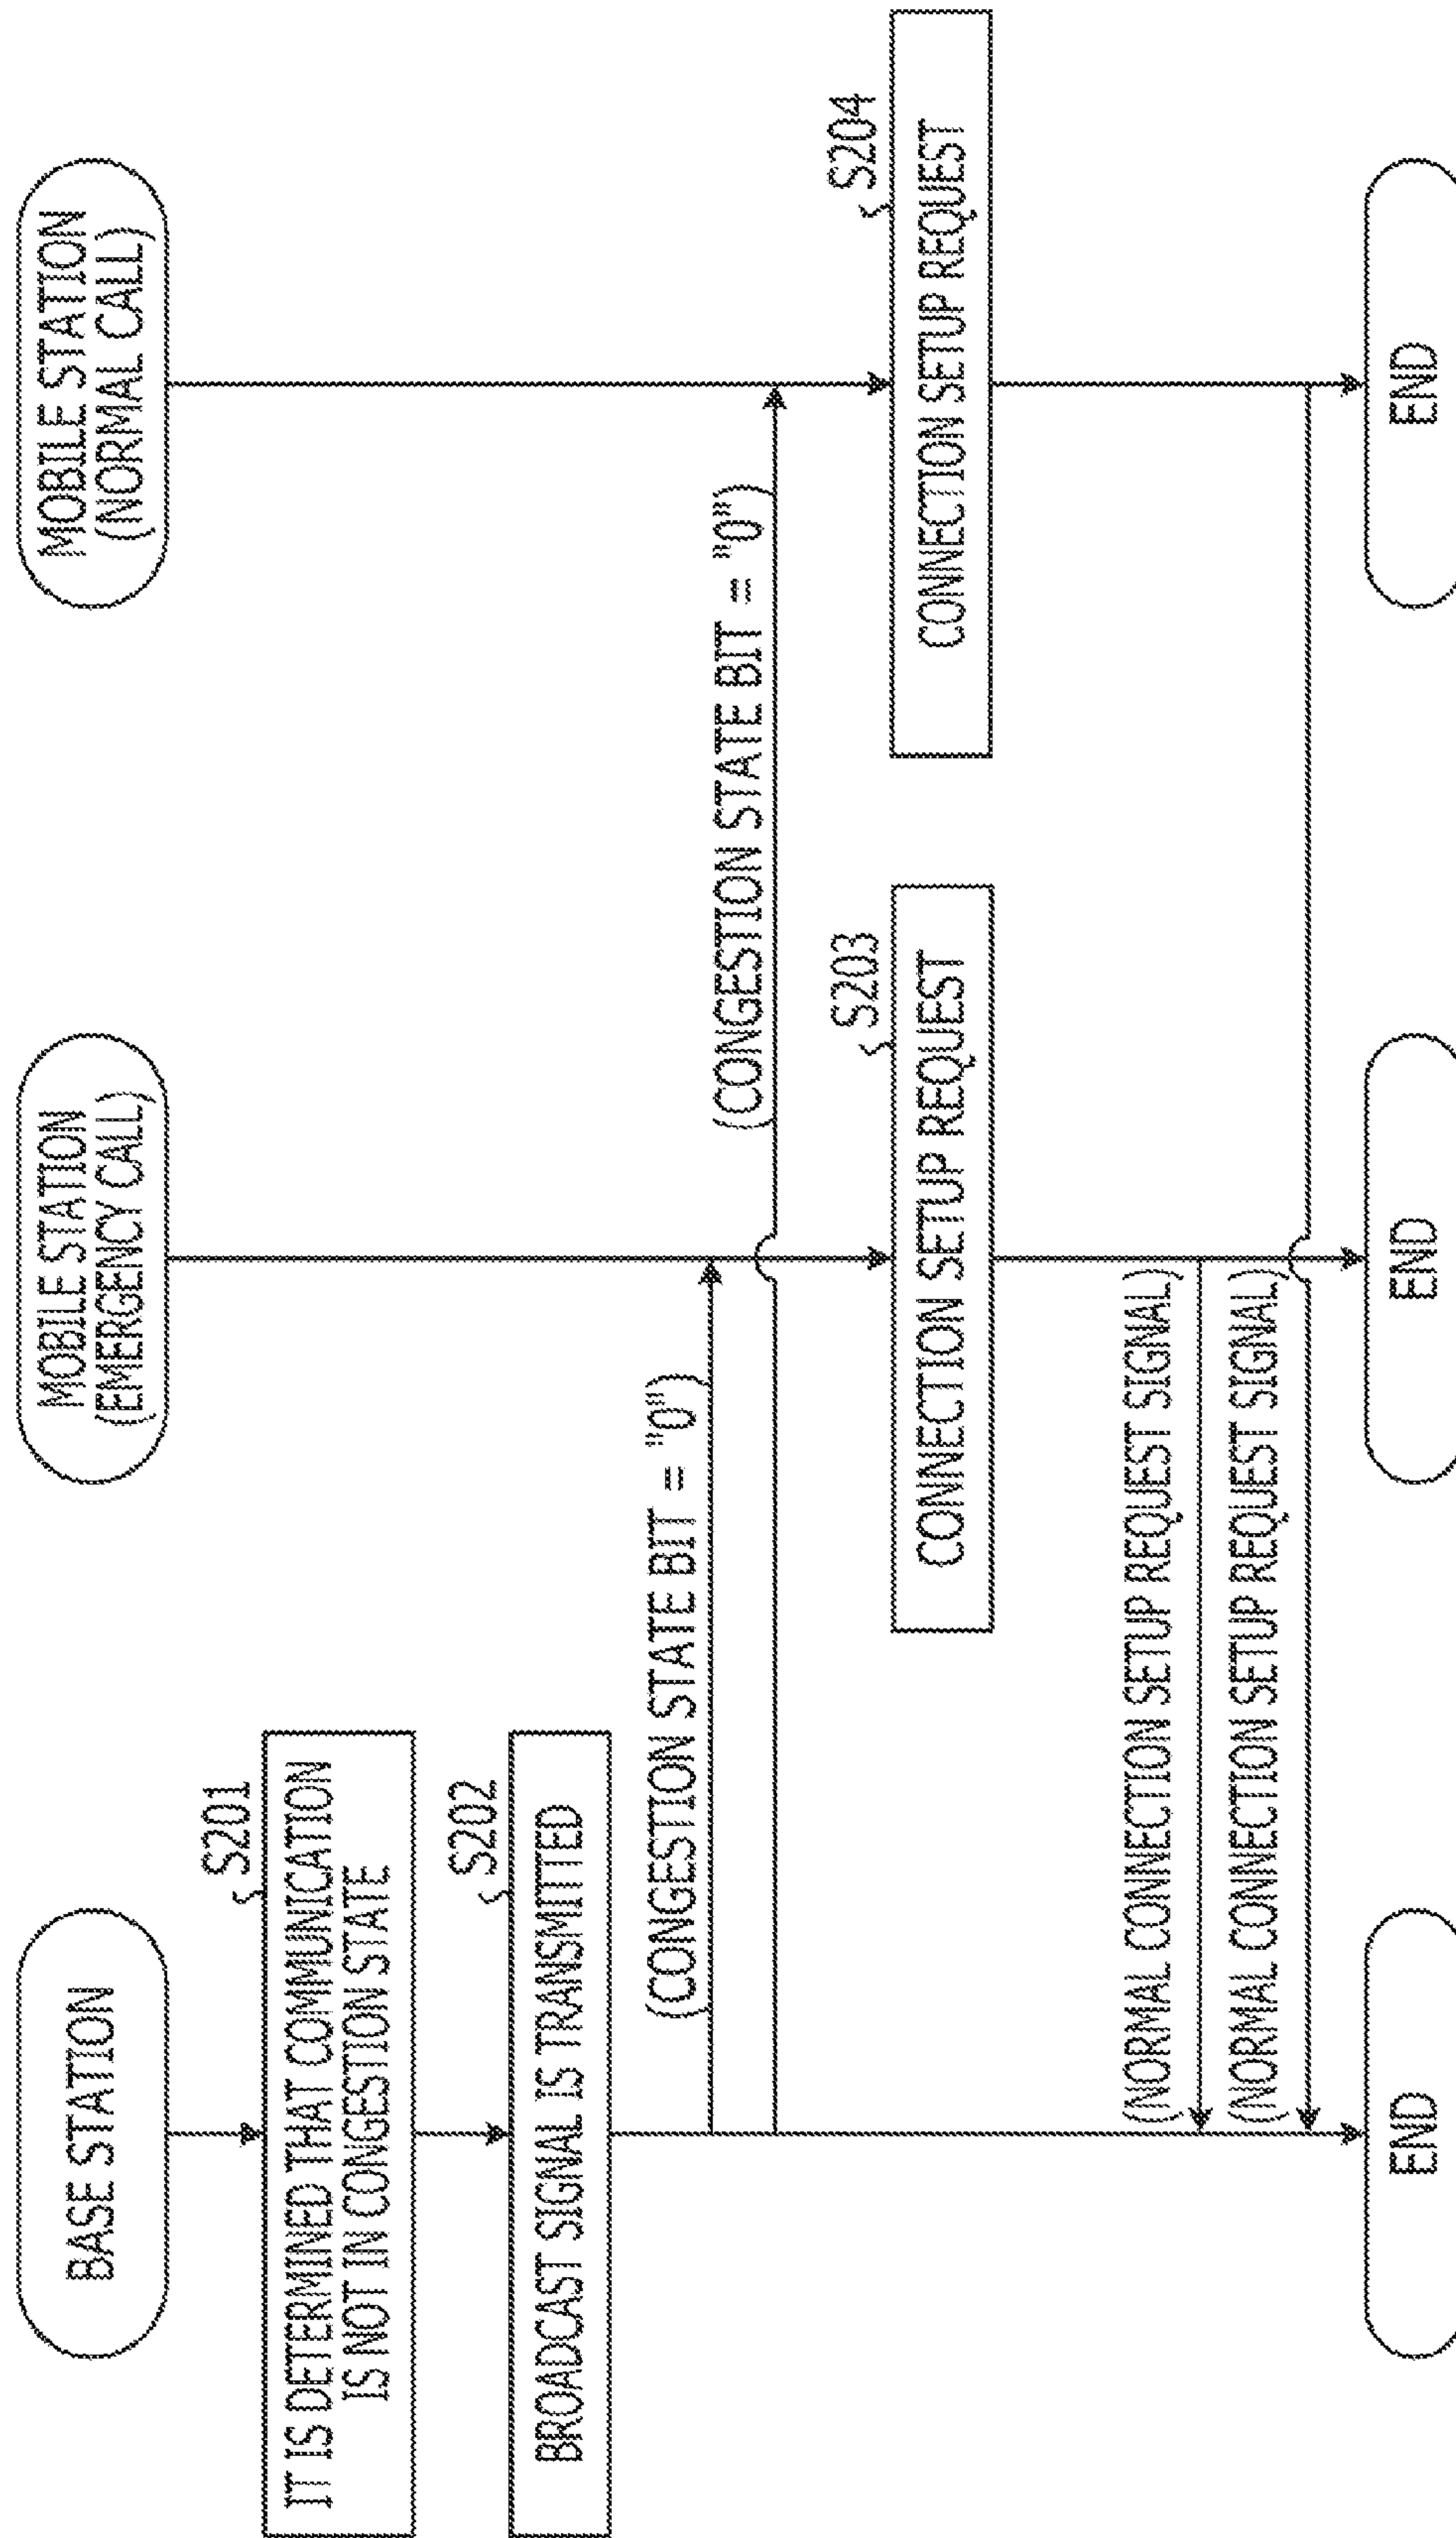 BASE STATION
MOBILE STATION
(EMERGENCY CALL)
MOBILE STATION
(NORMAL CALL)
S201
IT IS DETERMINED THAT COMMUNICATION
IS NOT IN CONGESTION STATE
S202
BROADCAST SIGNAL IS TRANSMITTED
(CONGESTION STATE BIT = "0")
(CONGESTION STATE BIT = "0")
S203
CONNECTION SETUP REQUEST
S204
CONNECTION SETUP REQUEST
(NORMAL CONNECTION SETUP REQUEST SIGNAL)
(NORMAL CONNECTION SETUP REQUEST SIGNAL)
END
END
END